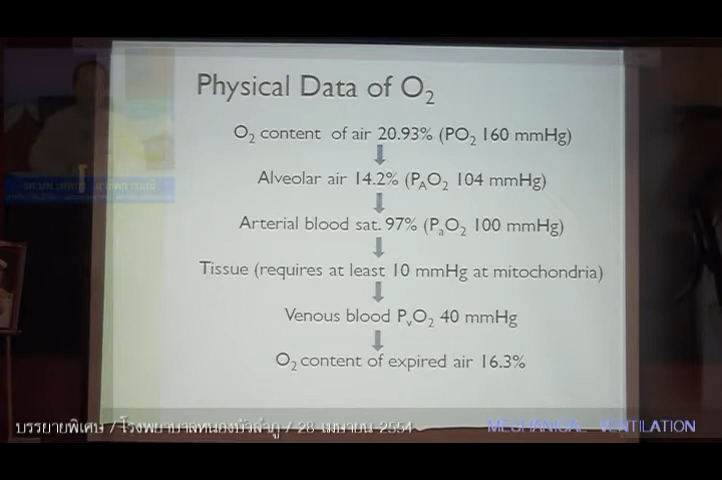 Physical Data of O₂
O₂ content of air 20.93% (PO₂ 160 mmHg)
Alveolar air 14.2% (PAO₂ 104 mmHg)
Arterial blood sat. 97% (PaO₂ 100 mmHg)
Tissue (requires at least 10 mmHg at mitochondria)
Venous blood PvO₂ 40 mmHg
O₂ content of expired air 16.3%
บรรยายพิเศษ / โรงพยาบาลหนองบัวลำภู / 28 เมษายน 2554
MECHANICAL VENTILATION